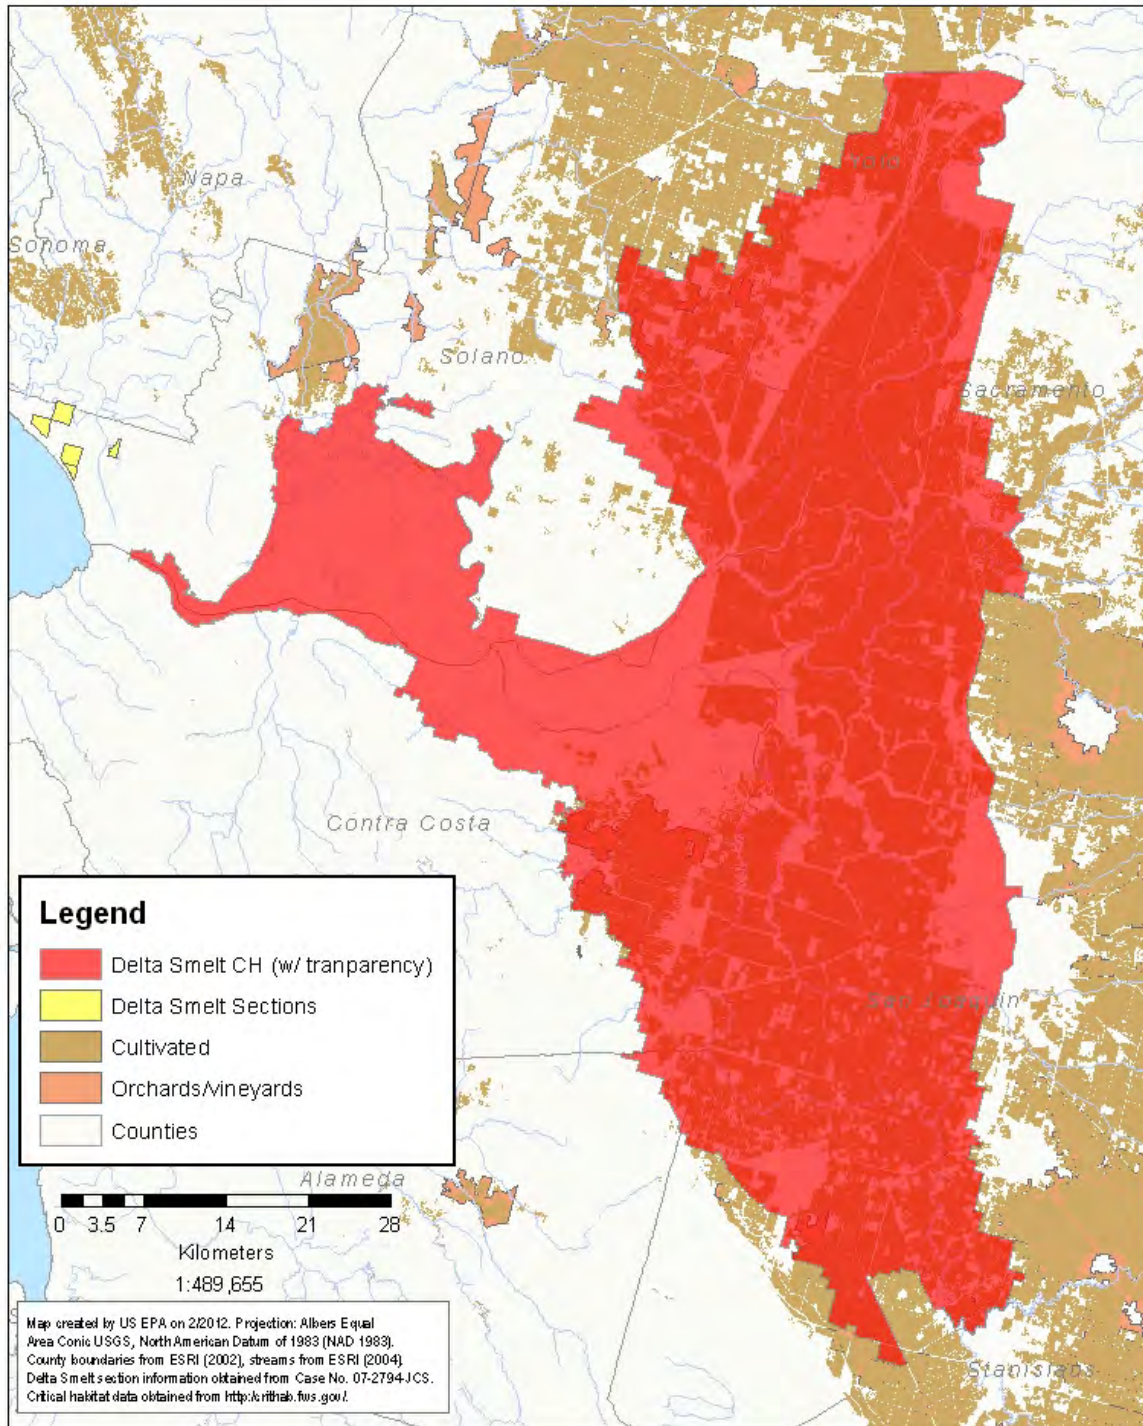 Yolo
Napa
Sonoma
Solano
Sacramento
Contra Costa
San Joaquin
Legend
Delta Smelt CH (w/ tranparency)
Delta Smelt Sections
Cultivated
Orchards/vineyards
Counties
Alameda
0 3.5 7 14 21 28
Kilometers
1:489,655
Map created by US EPA on 2/2012. Projection: Albers Equal
Area Conic USGS, North American Datum of 1983 (NAD 1983).
County boundaries from ESRI (2002), streams from ESRI (2004).
Delta Smelt section information obtained from Case No. 07-2794-JCS.
Critical habitat data obtained from http://crithab.fws.gov/.
Stanislaus